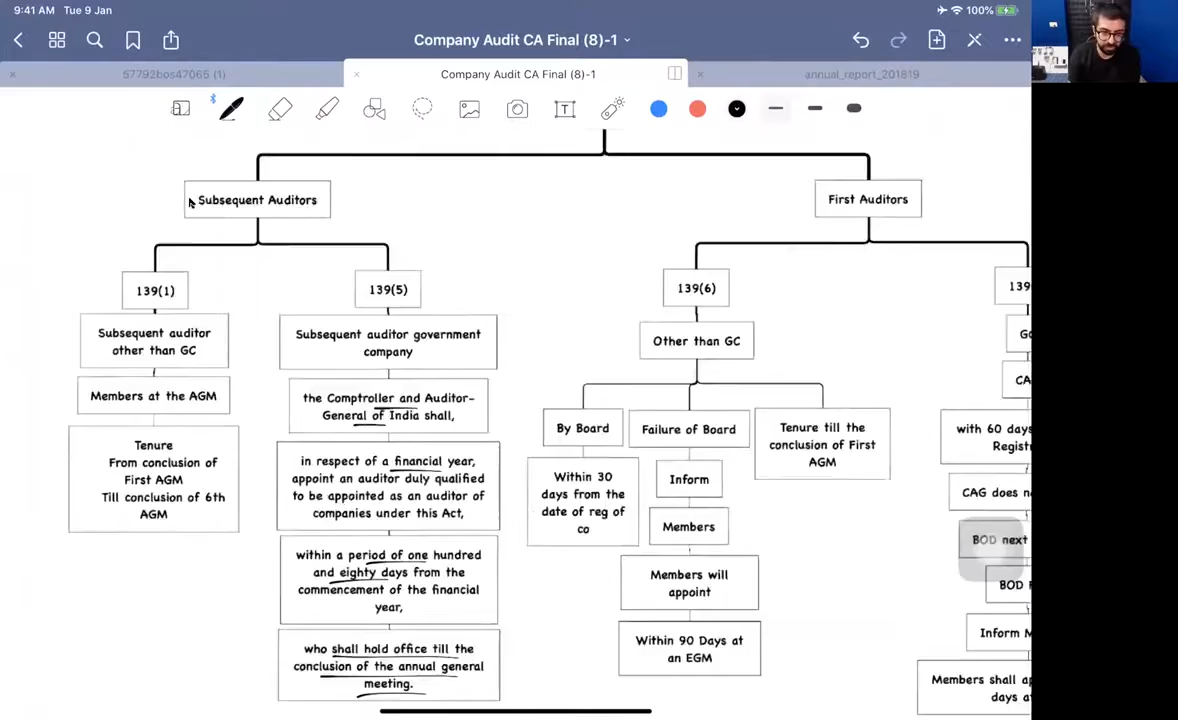 9:41 AM Tue 9 Jan
100%
Company Audit CA Final (8)-1
57792bos47065 (1)
Company Audit CA Final (8)-1
annual_report_201819
T
Subsequent Auditors
First Auditors
139(1)
Subsequent auditor
other than GC
Members at the AGM
Tenure
From conclusion of
First AGM
Till conclusion of 6th
AGM
139(5)
Subsequent auditor government
company
the Comptroller and Auditor-
General of India shall,
in respect of a financial year,
appoint an auditor duly qualified
to be appointed as an auditor of
companies under this Act,
within a period of one hundred
and eighty days from the
commencement of the financial
year,
who shall hold office till the
conclusion of the annual general
meeting.
139(6)
Other than GC
By Board
Within 30
days from the
date of reg of
co
Failure of Board
Inform
Members
Members will
appoint
Within 90 Days at
an EGM
Tenure till the
conclusion of First
AGM
139
CA
with 60 days
Registr
CAG does n
BOD next
BOD
Inform M
Members shall a
days a